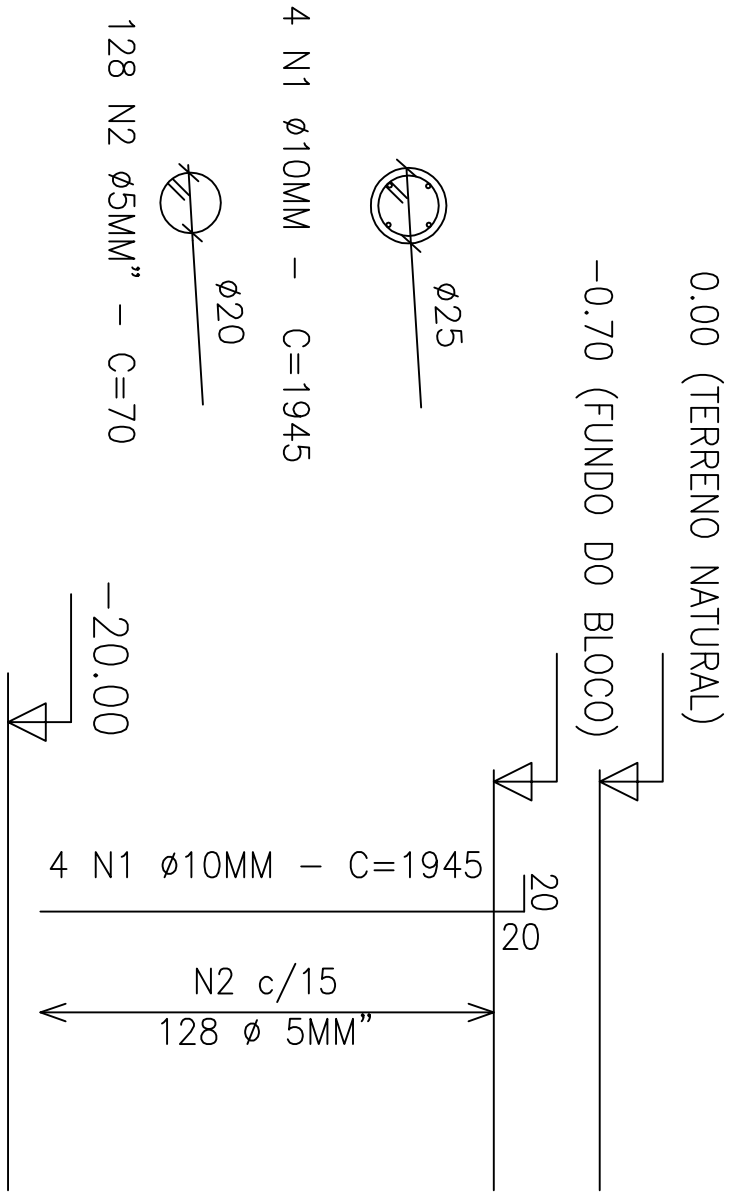 0.00 (TERRENO NATURAL)
-0.70 (FUNDO DO BLOCO)
ø25
4 N1 ø10MM - C=1945
ø20
128 N2 ø5MM” - C=70
-20.00
4 N1 ø10MM - C=1945
20
20
N2 c/15
128 ø 5MM”